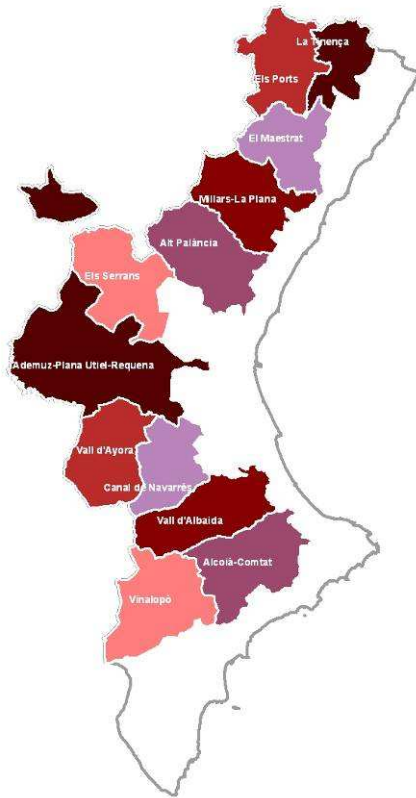 La Tinença
Els Ports
El Maestrat
Millars-La Plana
Alt Palància
Els Serrans
Ademuz-Plana Utiel-Requena
Vall d'Ayora
Canal de Navarrés
Vall d'Albaida
Alcoià-Comtat
Vinalopó